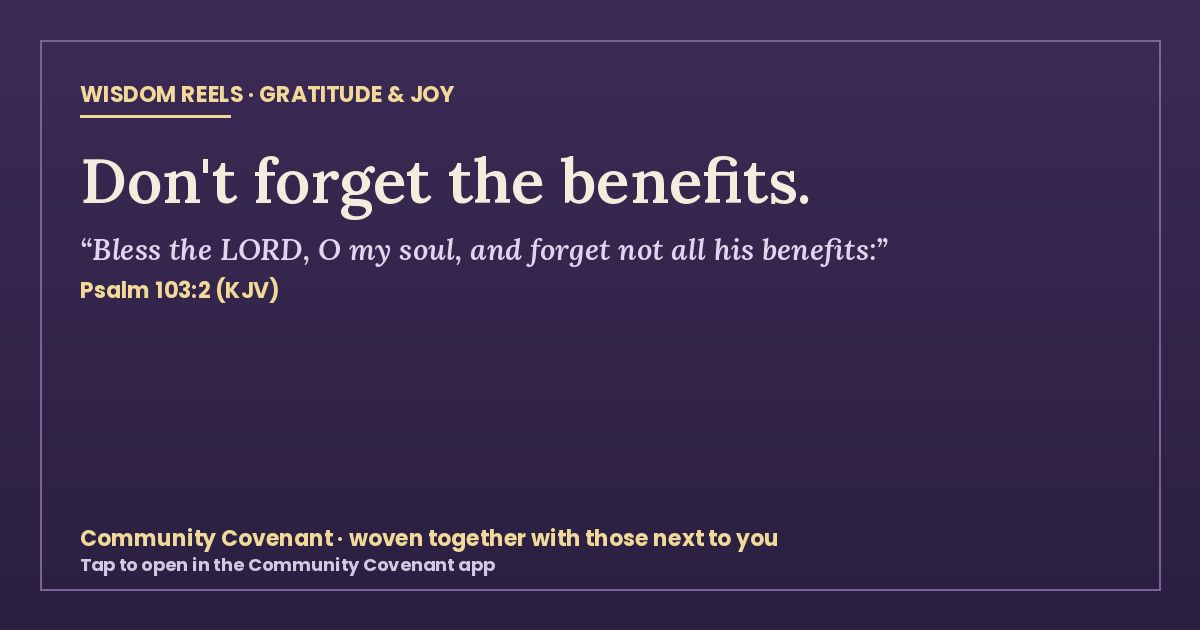 WISDOM REELS · GRATITUDE & JOY
Don't forget the benefits.
“Bless the LORD, O my soul, and forget not all his benefits:”
Psalm 103:2 (KJV)
Community Covenant · woven together with those next to you
Tap to open in the Community Covenant app